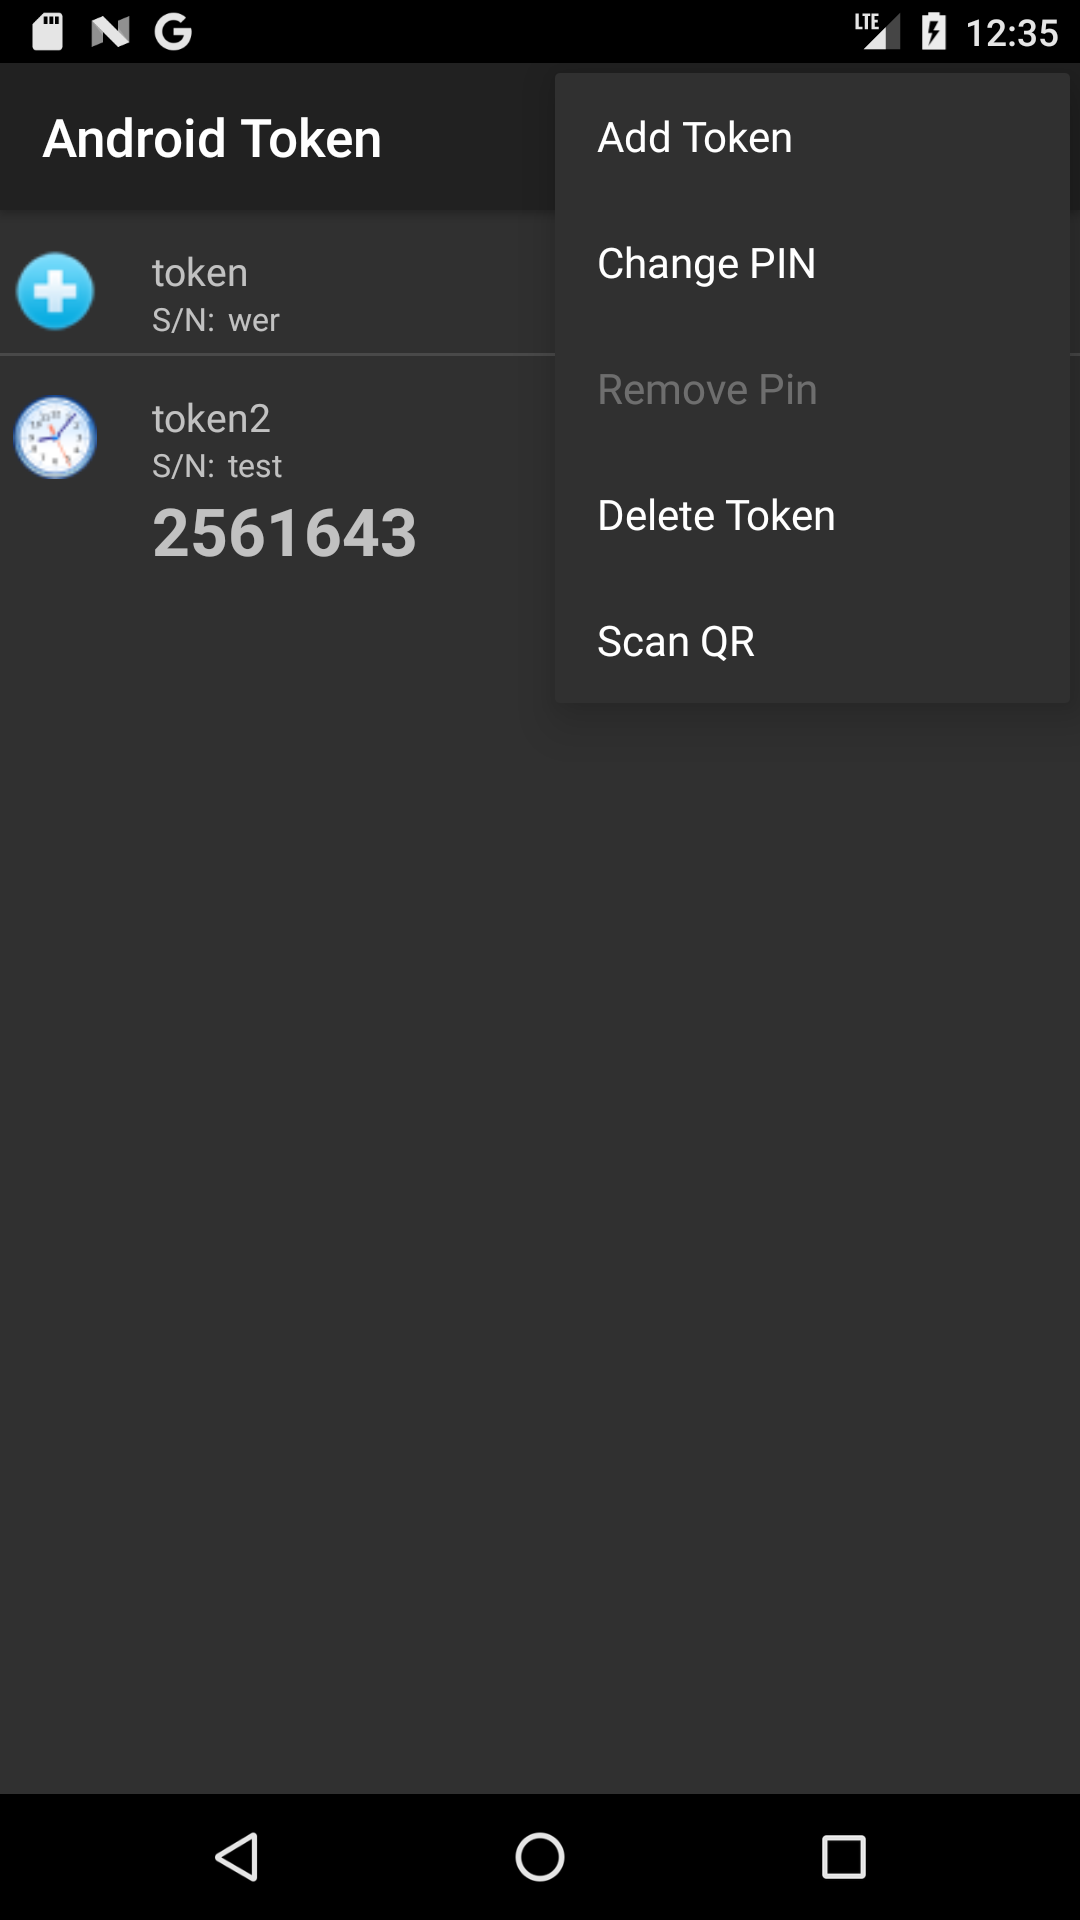 LTE 12:35
Android Token
Add Token
Change PIN
Remove Pin
Delete Token
Scan QR
token
S/N: wer
token2
S/N: test
2561643